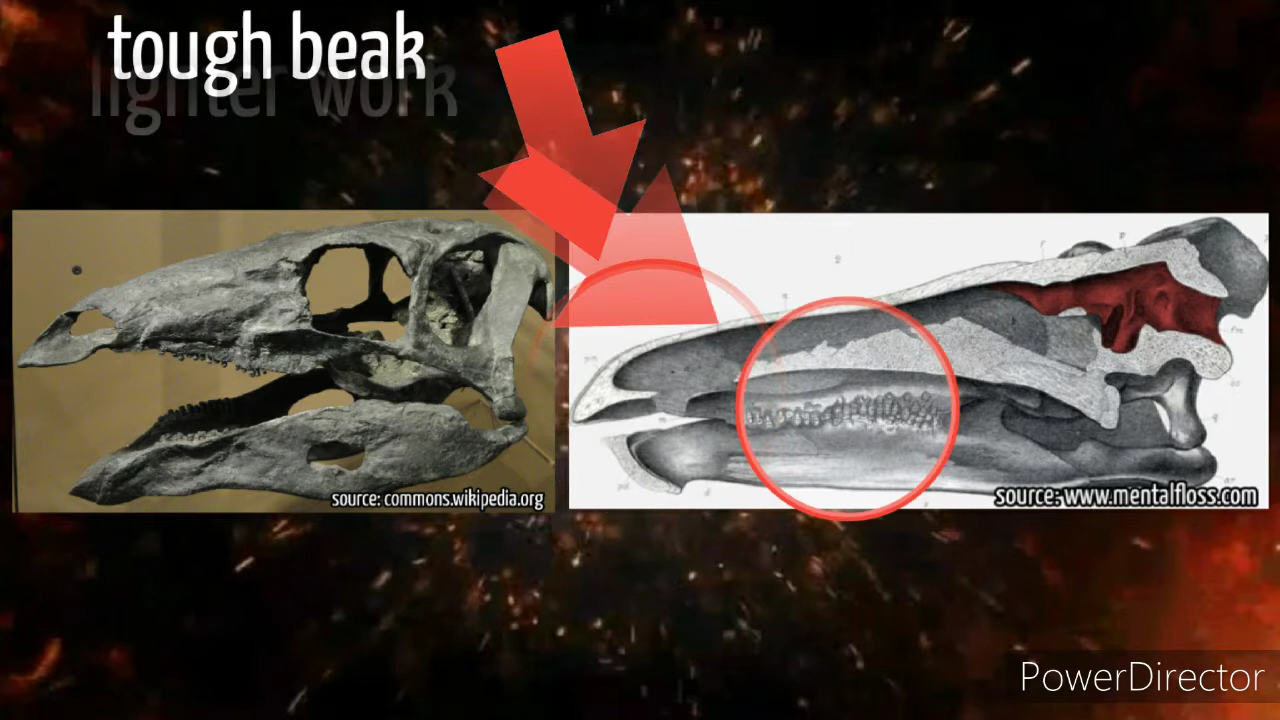 tough beak
lighter work
source: commons.wikipedia.org
source: www.mentalfloss.com
PowerDirector